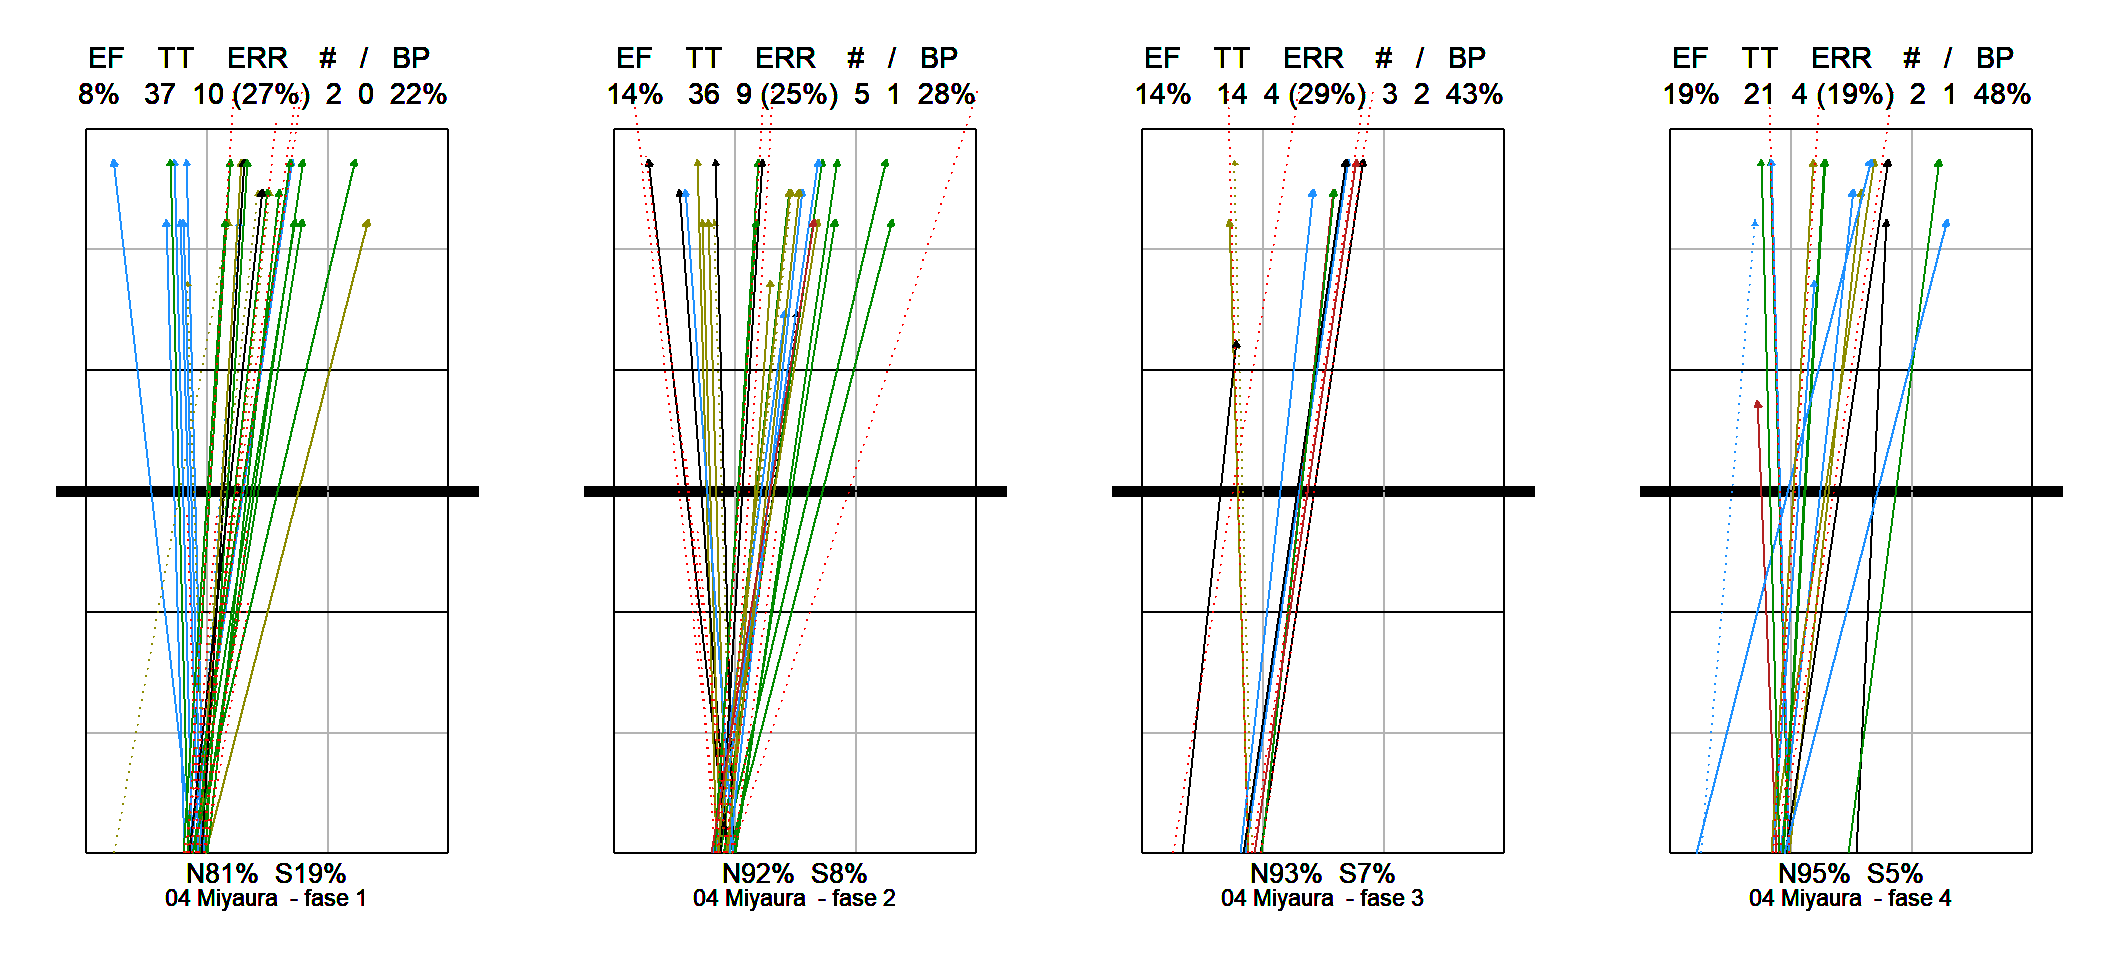 EF TT ERR # / BP
8% 37 10 (27%) 2 0 22%
N81% S19%
04 Miyaura - fase 1
EF TT ERR # / BP
14% 36 9 (25%) 5 1 28%
N92% S8%
04 Miyaura - fase 2
EF TT ERR # / BP
14% 14 4 (29%) 3 2 43%
N93% S7%
04 Miyaura - fase 3
EF TT ERR # / BP
19% 21 4 (19%) 2 1 48%
N95% S5%
04 Miyaura - fase 4